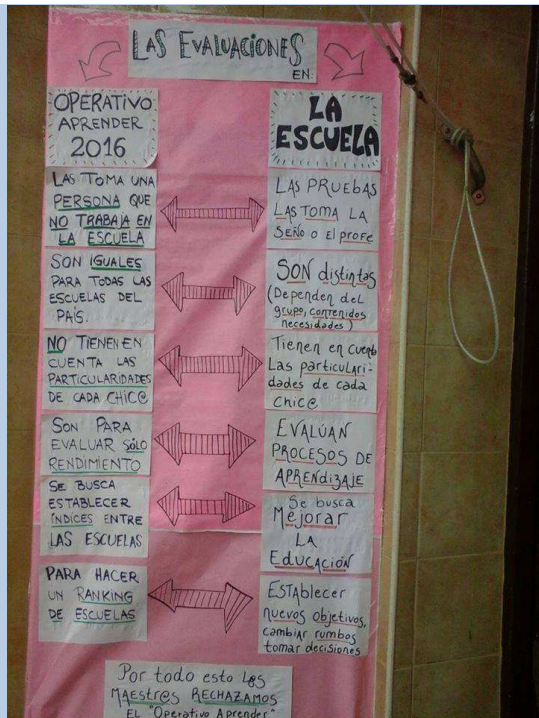 LAS EVALUACIONES
EN:
OPERATIVO
APRENDER
2016
LA
ESCUELA
LAS TOMA UNA
PERSONA QUE
NO TRABAJA EN
LA ESCUELA
LAS PRUEBAS
LAS TOMA LA
SEÑO O El profe
SON IGUALES
PARA TODAS LAS
ESCUELAS DEL
PAÍS.
SON distintas
(Dependen del
grupo, contenidos
necesidades)
NO TIENEN EN
CUENTA LAS
PARTICULARIDADES
DE CADA CHIC@
Tienen en cuenta
Las particulari-
dades de cada
chic@
SON PARA
EVALUAR SÓLO
RENDIMIENTO
EVALÚAN
PROCESOS DE
APRENdiZAJE
SE BUSCA
ESTABLECER
ÍNDICES ENTRE
LAS ESCUELAS
Se busca
Mejorar
LA
EDUCACIÓN
PARA HACER
UN RANKING
DE ESCUELAS
EStAblecer
nuevos objetivos,
cambiar rumbos
tomar decisiones
Por todo esto L@s
MAEstr@s RECHAZAMOS
EL "Operativo Aprender"